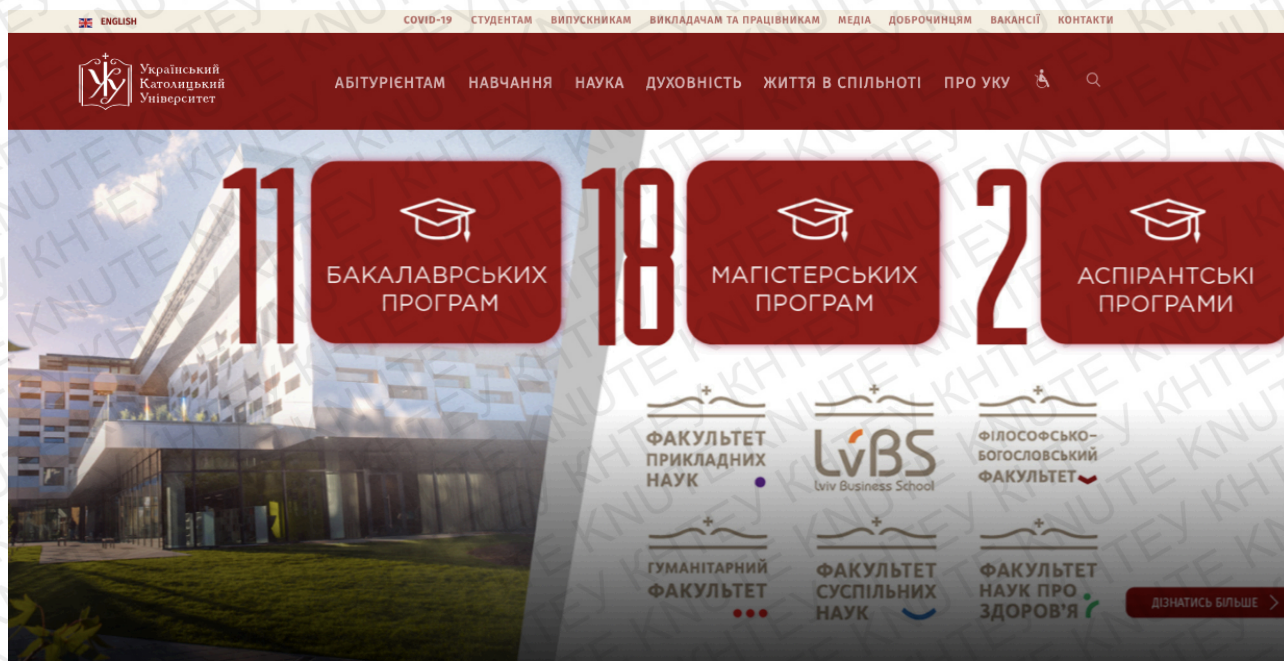 ENGLISH
COVID-19 СТУДЕНТАМ ВИПУСКНИКАМ ВИКЛАДАЧАМ ТА ПРАЦІВНИКАМ МЕДІА ДОБРОЧИНЦЯМ ВАКАНСІЇ КОНТАКТИ
УКУ
Український
Католицький
Університет
АБІТУРІЄНТАМ НАВЧАННЯ НАУКА ДУХОВНІСТЬ ЖИТТЯ В СПІЛЬНОТІ ПРО УКУ
11
БАКАЛАВРСЬКИХ
ПРОГРАМ
18
МАГІСТЕРСЬКИХ
ПРОГРАМ
2
АСПІРАНТСЬКІ
ПРОГРАМИ
ФАКУЛЬТЕТ
ПРИКЛАДНИХ
НАУК
LvBS
Lviv Business School
ФІЛОСОФСЬКО-
БОГОСЛОВСЬКИЙ
ФАКУЛЬТЕТ
ГУМАНІТАРНИЙ
ФАКУЛЬТЕТ
ФАКУЛЬТЕТ
СУСПІЛЬНИХ
НАУК
ФАКУЛЬТЕТ
НАУК ПРО
ЗДОРОВ'Я
ДІЗНАТИСЬ БІЛЬШЕ
KNUTE КНТЕУ